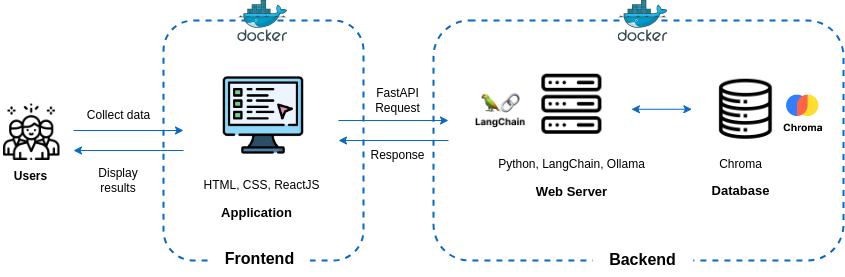 docker
docker
Collect data
Users
Display
results
HTML, CSS, ReactJS
Application
Frontend
FastAPI
Request
Response
LangChain
Python, LangChain, Ollama
Web Server
Chroma
Chroma
Database
Backend